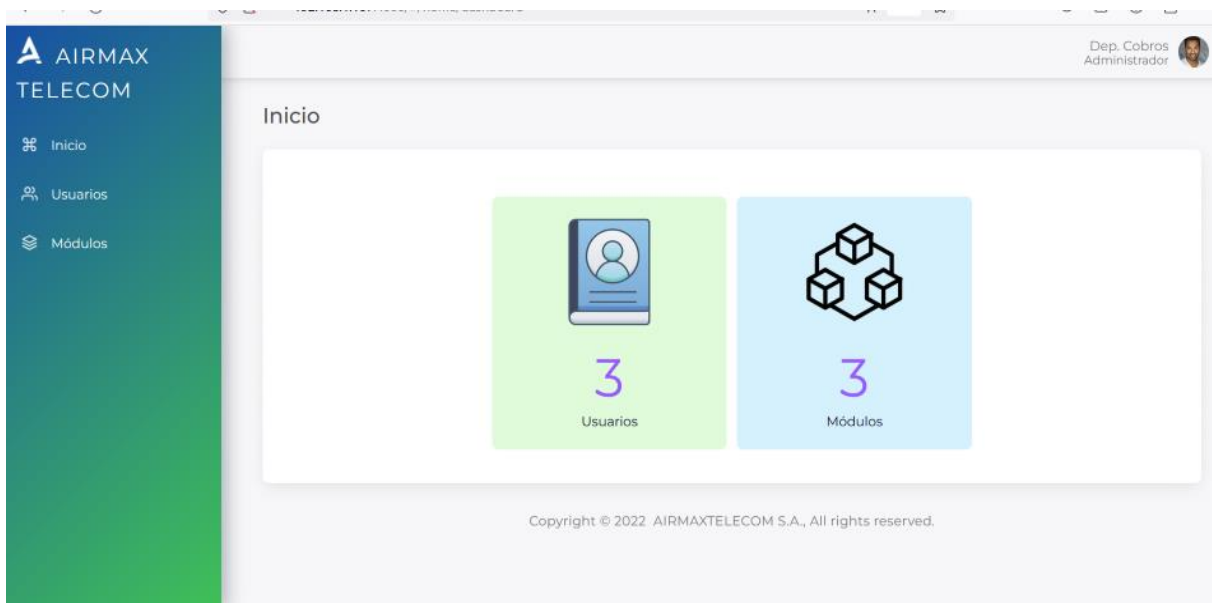 AIRMAX
TELECOM
Inicio
Usuarios
Módulos
Dep. Cobros
Administrador
Inicio
3
Usuarios
3
Módulos
Copyright © 2022 AIRMAXTELECOM S.A., All rights reserved.